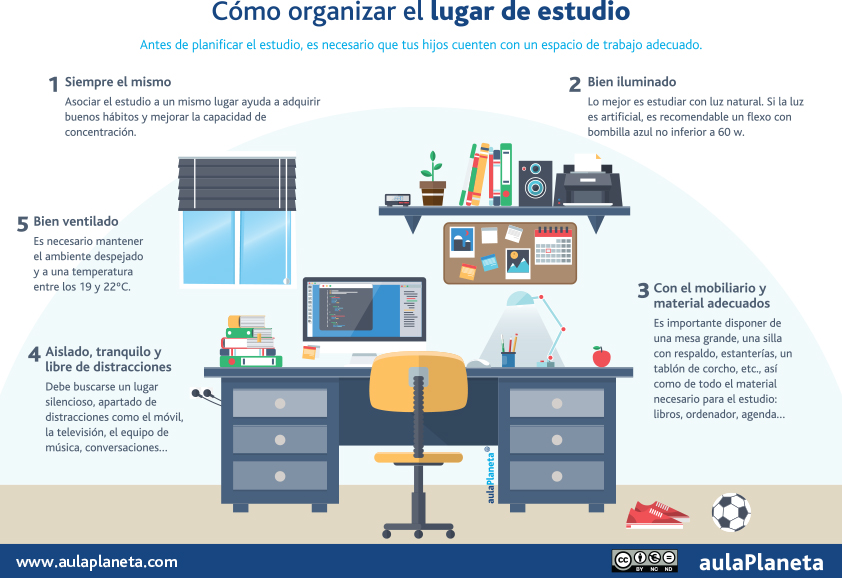 Cómo organizar el lugar de estudio
Antes de planificar el estudio, es necesario que tus hijos cuenten con un espacio de trabajo adecuado.
1 Siempre el mismo
Asociar el estudio a un mismo lugar ayuda a adquirir
buenos hábitos y mejorar la capacidad de
concentración.
2 Bien iluminado
Lo mejor es estudiar con luz natural. Si la luz
es artificial, es recomendable un flexo con
bombilla azul no inferior a 60 w.
3 Con el mobiliario y
material adecuados
Es importante disponer de
una mesa grande, una silla
con respaldo, estanterías, un
tablón de corcho, etc., así
como de todo el material
necesario para el estudio:
libros, ordenador, agenda...
4 Aislado, tranquilo y
libre de distracciones
Debe buscarse un lugar
silencioso, apartado de
distracciones como el móvil,
la televisión, el equipo de
música, conversaciones...
5 Bien ventilado
Es necesario mantener
el ambiente despejado
y a una temperatura
entre los 19 y 22ºC.
aulaPlaneta
www.aulaplaneta.com
cc
BY NC ND
aulaPlaneta